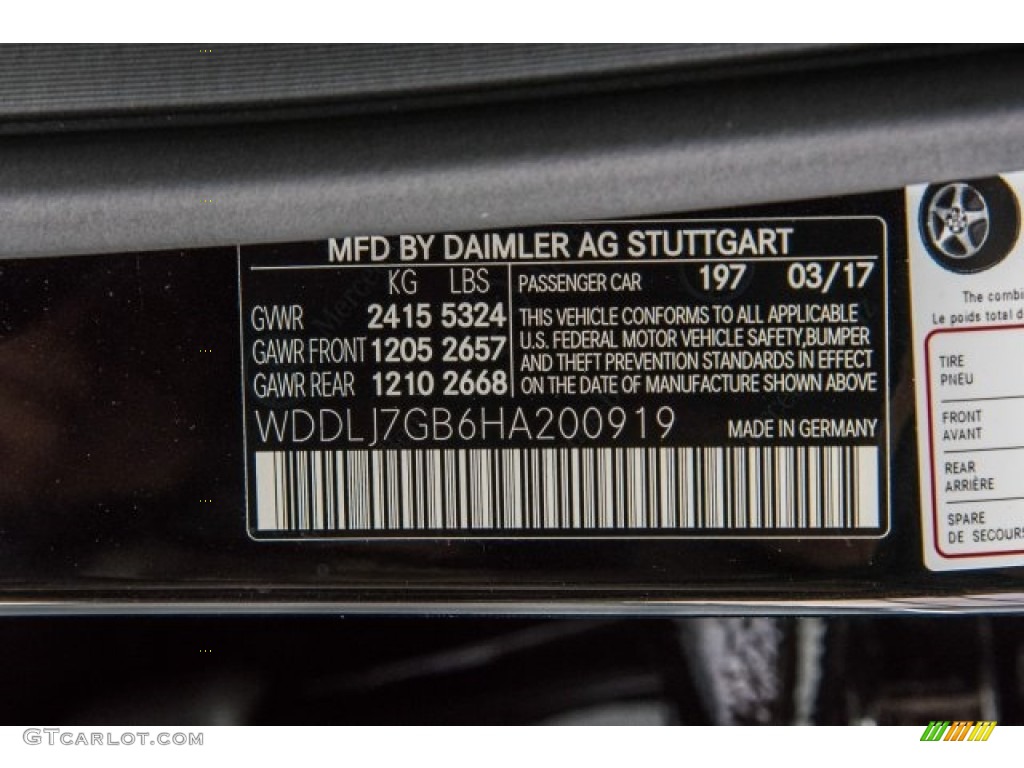 MFD BY DAIMLER AG STUTTGART
KG LBS PASSENGER CAR 197 03/17
GVWR 2415 5324
GAWR FRONT 1205 2657
GAWR REAR 1210 2668
THIS VEHICLE CONFORMS TO ALL APPLICABLE
U.S. FEDERAL MOTOR VEHICLE SAFETY,BUMPER
AND THEFT PREVENTION STANDARDS IN EFFECT
ON THE DATE OF MANUFACTURE SHOWN ABOVE
WDDLJ7GB6HA200919 MADE IN GERMANY
The combi
Le poids total d
TIRE
PNEU
FRONT
AVANT
REAR
ARRIÈRE
SPARE
DE SECOURS
GTcarlot.com